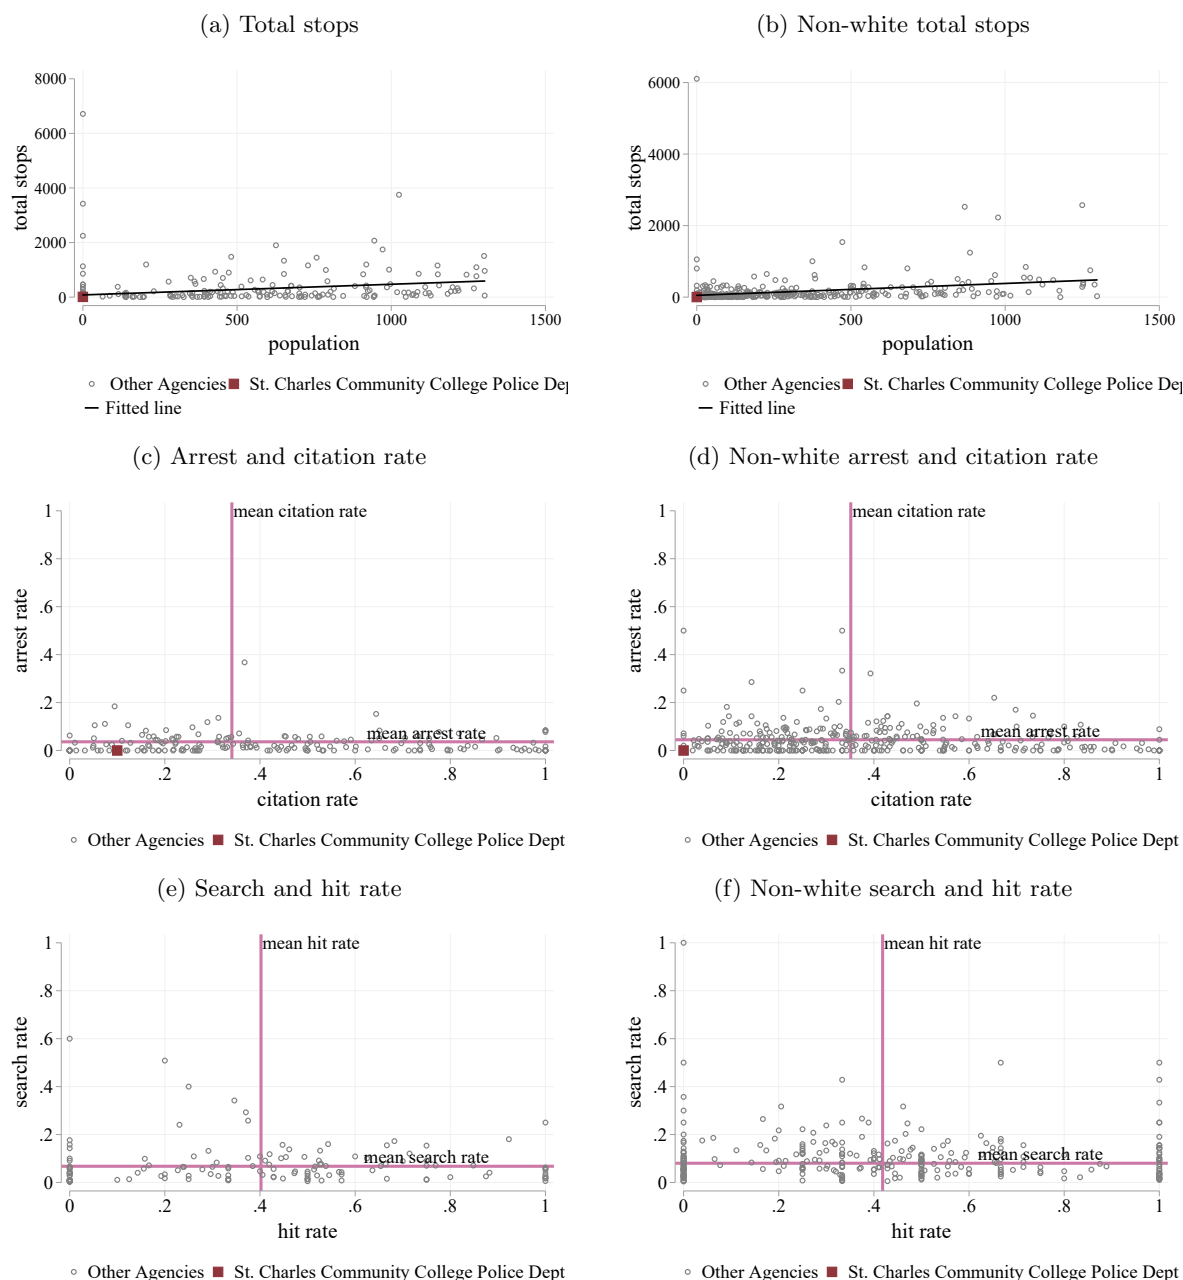 (a) Total stops
(b) Non-white total stops
total stops
8000
6000
4000
2000
0
0 500 1000 1500
population
Other Agencies St. Charles Community College Police Dep
Fitted line
total stops
6000
4000
2000
0
0 500 1000 1500
population
Other Agencies St. Charles Community College Police Dep
Fitted line
(c) Arrest and citation rate
(d) Non-white arrest and citation rate
arrest rate
1
.8
.6
.4
.2
0
mean citation rate
mean arrest rate
0 .2 .4 .6 .8 1
citation rate
Other Agencies St. Charles Community College Police Dept
arrest rate
1
.8
.6
.4
.2
0
mean citation rate
mean arrest rate
0 .2 .4 .6 .8 1
citation rate
Other Agencies St. Charles Community College Police Dept
(e) Search and hit rate
(f) Non-white search and hit rate
search rate
1
.8
.6
.4
.2
0
mean hit rate
mean search rate
0 .2 .4 .6 .8 1
hit rate
Other Agencies St. Charles Community College Police Dept
search rate
1
.8
.6
.4
.2
0
mean hit rate
mean search rate
0 .2 .4 .6 .8 1
hit rate
Other Agencies St. Charles Community College Police Dept